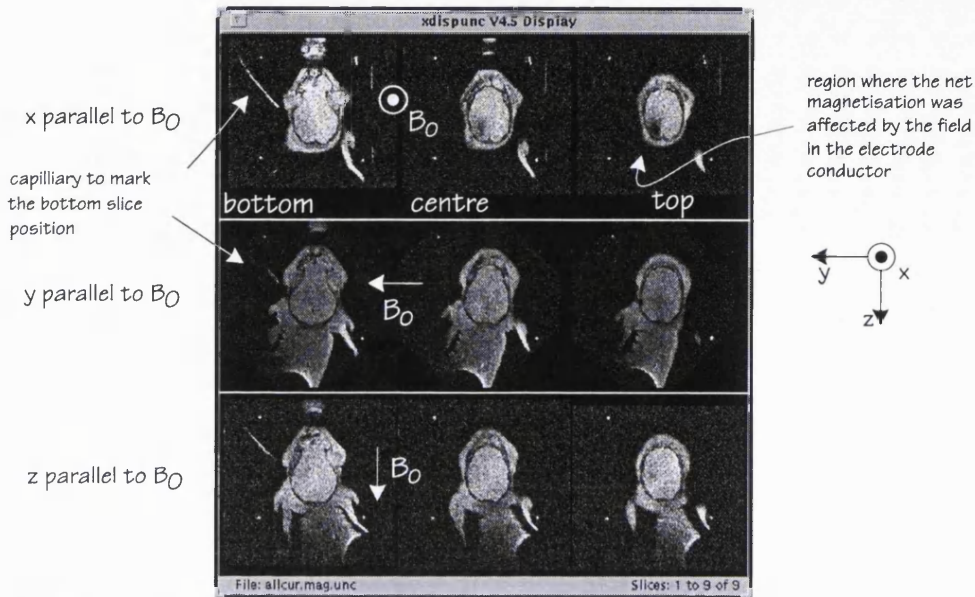 xdispunc V4.5 Display
x parallel to B0
B0
region where the net
magnetisation was
affected by the field
in the electrode
conductor
capilliary to mark
the bottom slice
position
bottom centre top
y parallel to B0
B0
y x
z
z parallel to B0
B0
File: allcur.mag.unc Slices: 1 to 9 of 9